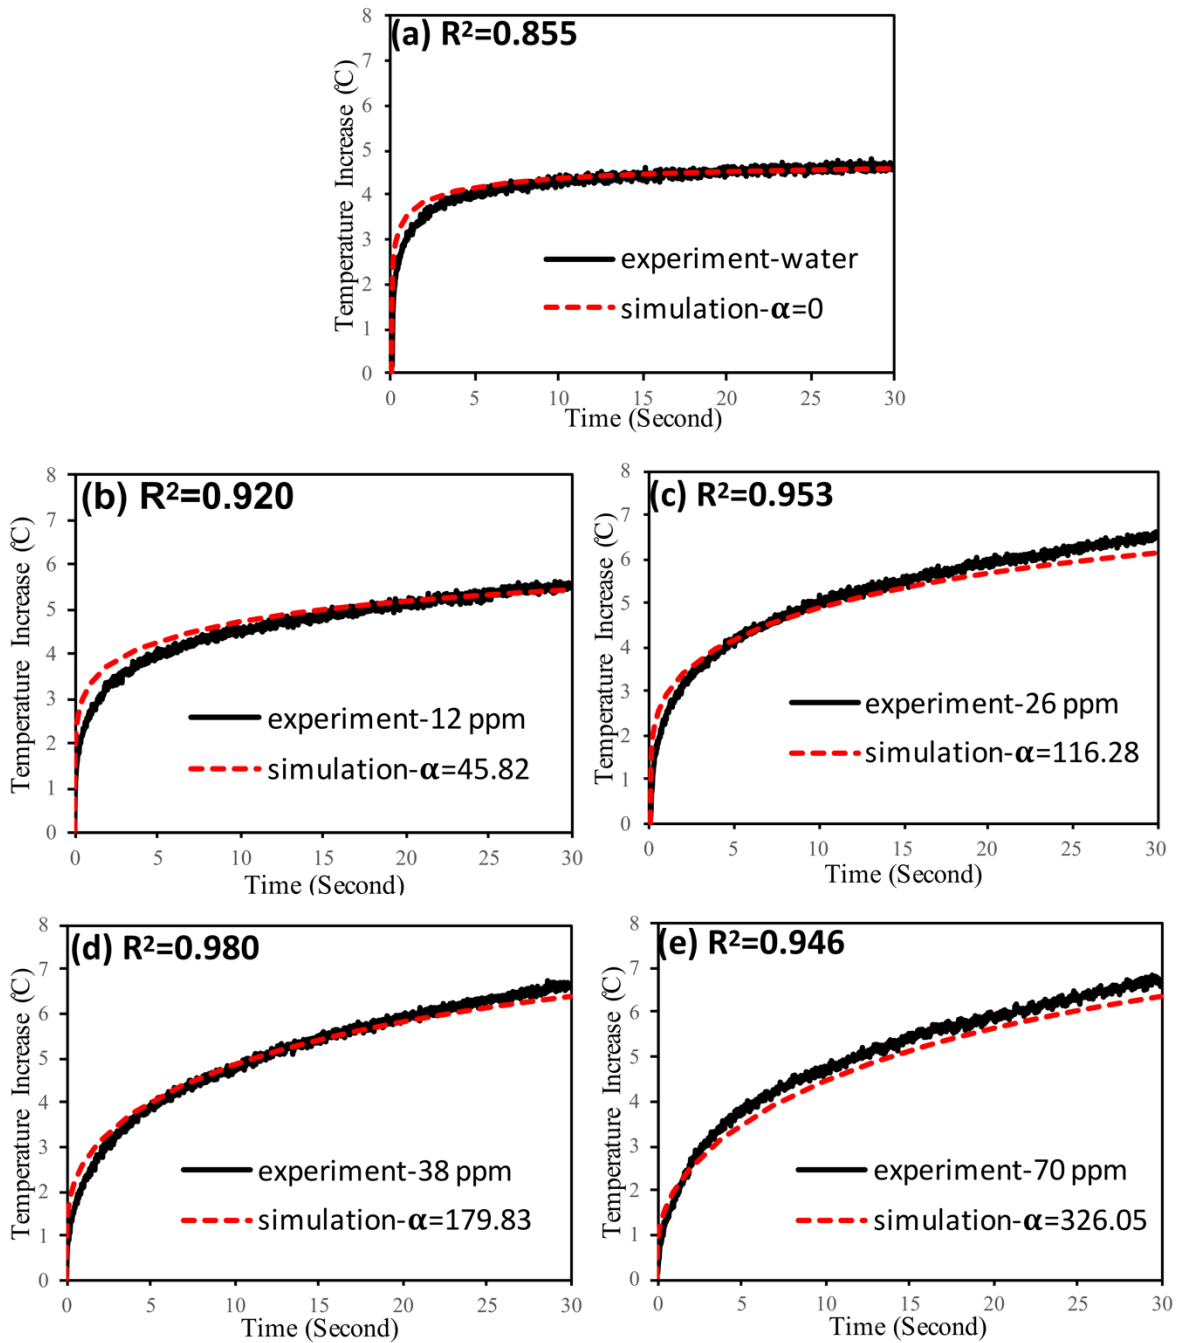 (a) R²=0.855
Temperature Increase (℃)
8
7
6
5
4
3
2
1
0
experiment-water
simulation-α=0
0 5 10 15 20 25 30
Time (Second)
(b) R²=0.920
Temperature Increase (℃)
8
7
6
5
4
3
2
1
0
experiment-12 ppm
simulation-α=45.82
0 5 10 15 20 25 30
Time (Second)
(c) R²=0.953
Temperature Increase (℃)
8
7
6
5
4
3
2
1
0
experiment-26 ppm
simulation-α=116.28
0 5 10 15 20 25 30
Time (Second)
(d) R²=0.980
Temperature Increase (℃)
8
7
6
5
4
3
2
1
0
experiment-38 ppm
simulation-α=179.83
0 5 10 15 20 25 30
Time (Second)
(e) R²=0.946
Temperature Increase (℃)
8
7
6
5
4
3
2
1
0
experiment-70 ppm
simulation-α=326.05
0 5 10 15 20 25 30
Time (Second)